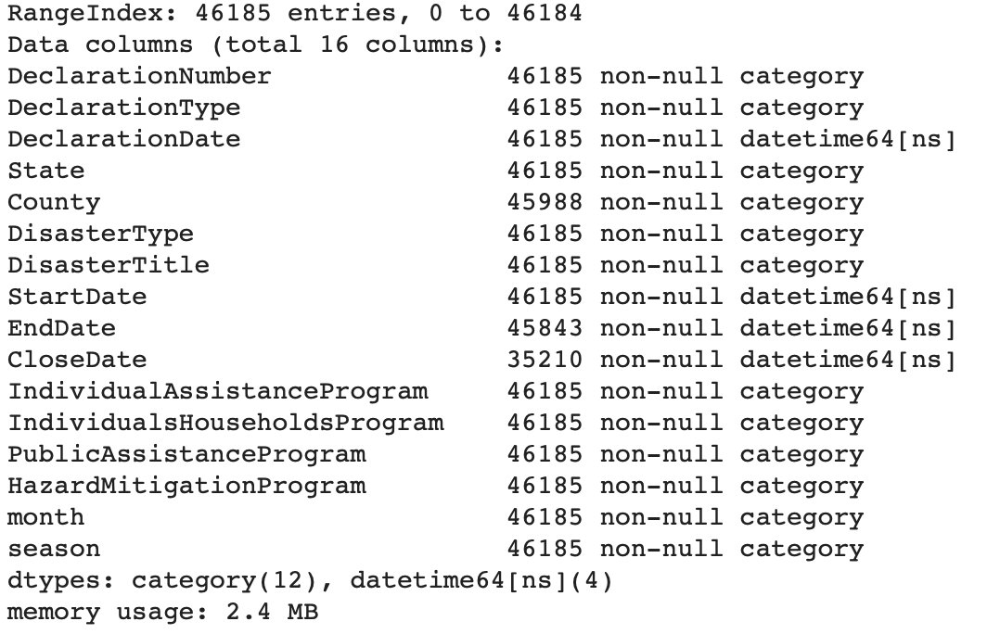 RangeIndex: 46185 entries, 0 to 46184
Data columns (total 16 columns):
DeclarationNumber 46185 non-null category
DeclarationType 46185 non-null category
DeclarationDate 46185 non-null datetime64[ns]
State 46185 non-null category
County 45988 non-null category
DisasterType 46185 non-null category
DisasterTitle 46185 non-null category
StartDate 46185 non-null datetime64[ns]
EndDate 45843 non-null datetime64[ns]
CloseDate 35210 non-null datetime64[ns]
IndividualAssistanceProgram 46185 non-null category
IndividualsHouseholdsProgram 46185 non-null category
PublicAssistanceProgram 46185 non-null category
HazardMitigationProgram 46185 non-null category
month 46185 non-null category
season 46185 non-null category
dtypes: category(12), datetime64[ns](4)
memory usage: 2.4 MB